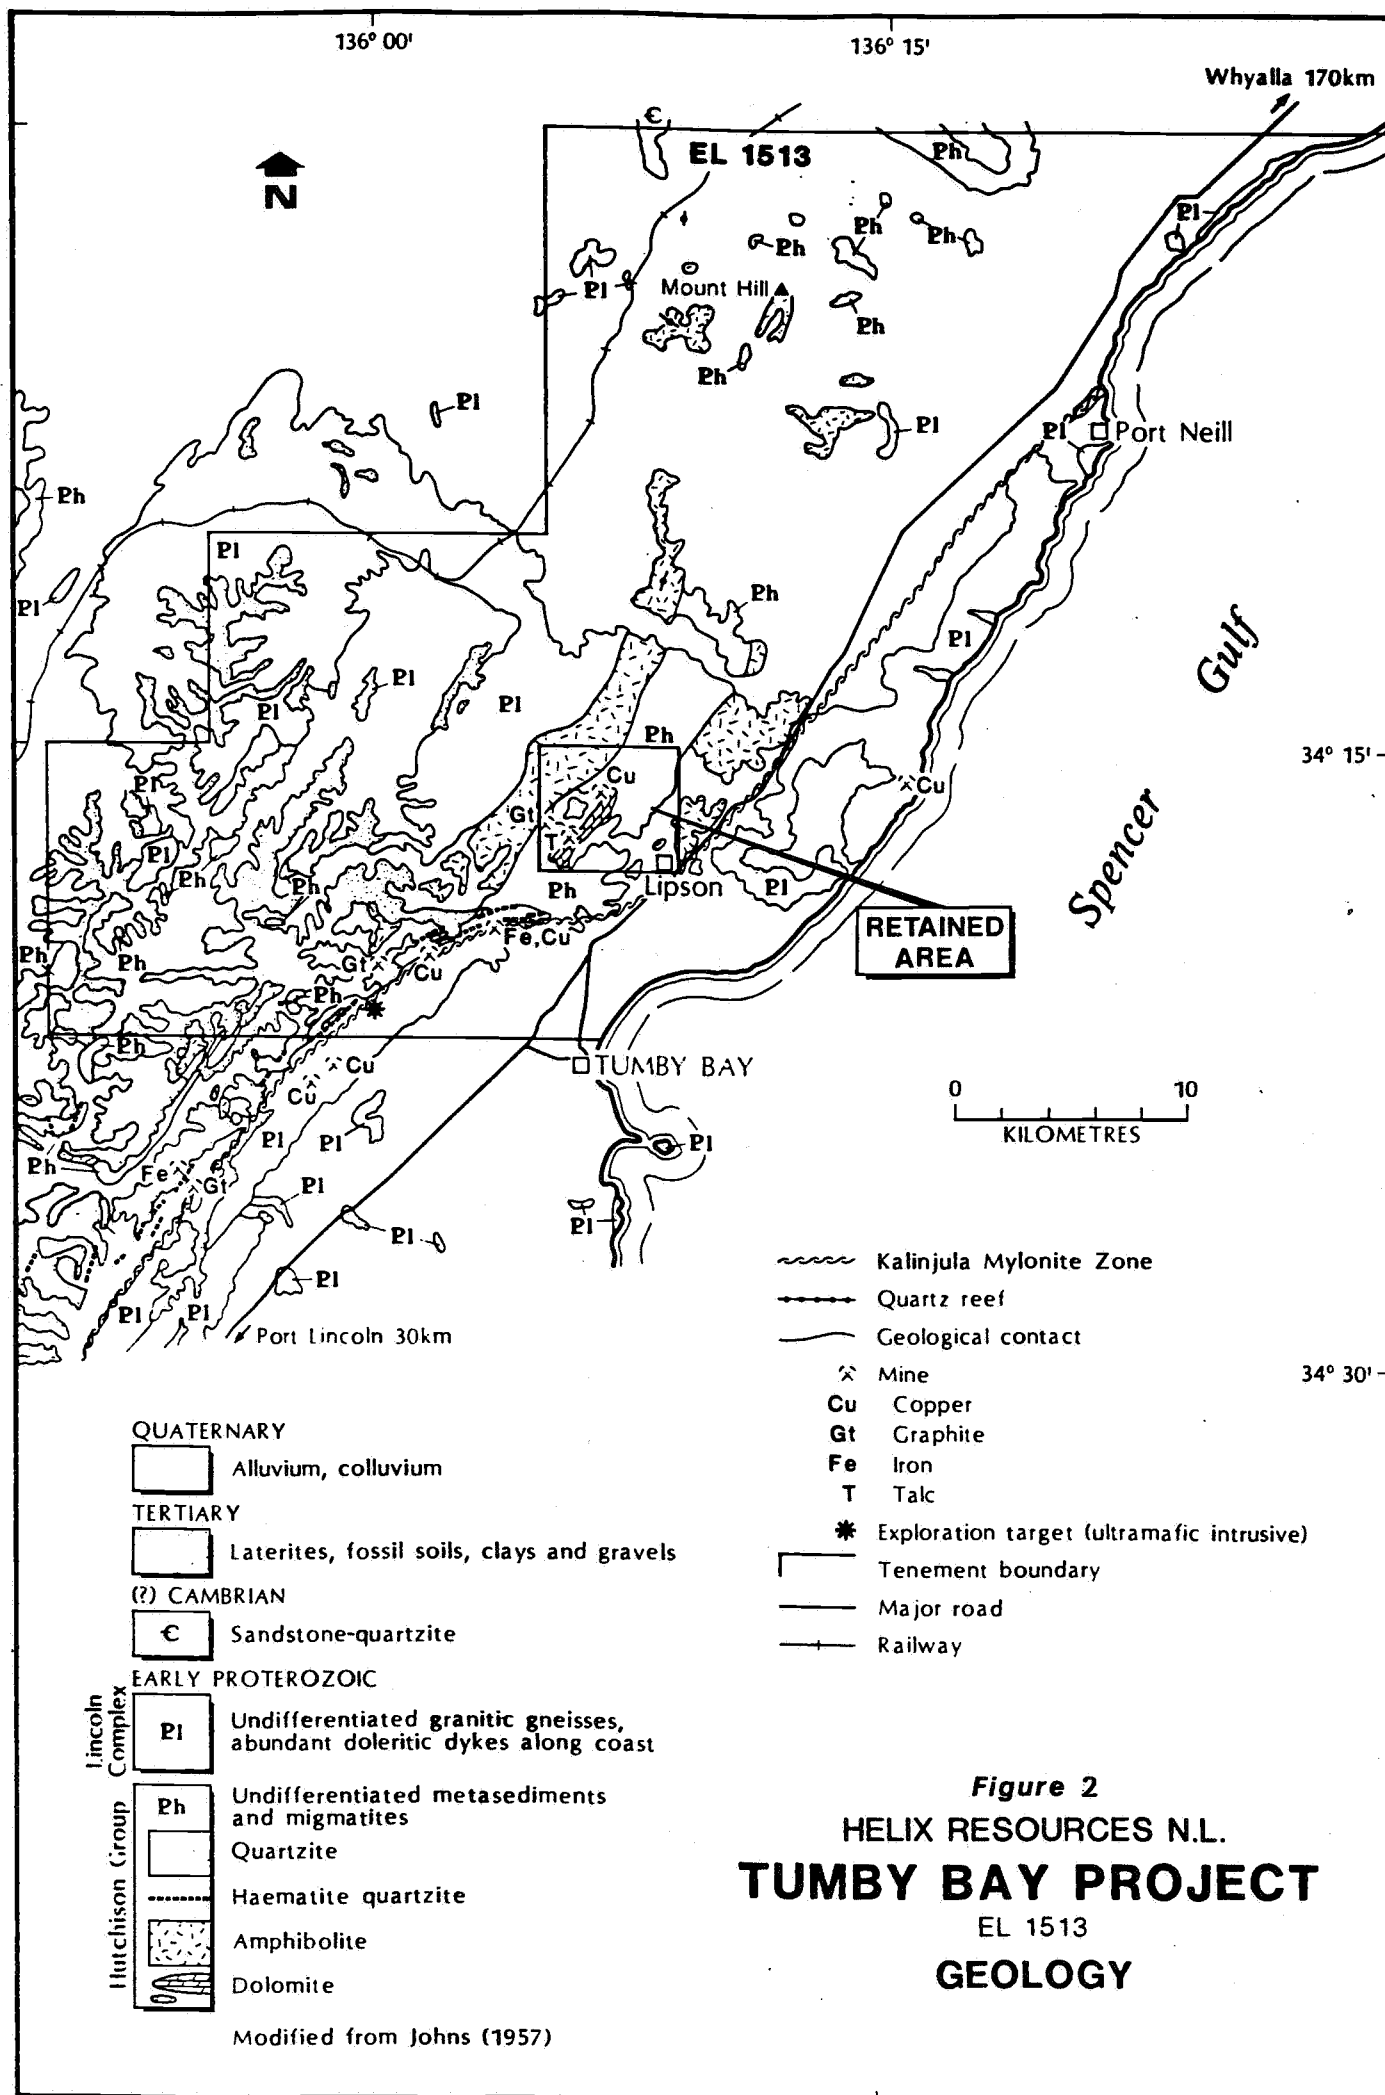 136° 00'
136° 15'
Whyalla 170km
N
Є
EL 1513
Ph
Pl
Ph
Ph
Ph
Pl
Mount Hill
Ph
Ph
Pl
Pl
Pl
Port Neill
Ph
Pl
Ph
Pl
Pl
Pl
Pl
Pl
Ph
Gulf
34° 15'
Spencer
Pl
Cu
Cu
Gt
T
Pl
Ph
Ph
Ph
Lipson
Pl
RETAINED
AREA
Fe,Cu
Ph
Ph
Gt
Cu
Ph
Ph
Cu
Cu
TUMBY BAY
0 10
KILOMETRES
Pl
Pl
Pl
Ph
Fe
Gt
Pl
Pl
Pl
Pl
Pl
Pl
Port Lincoln 30km
Kalinjula Mylonite Zone
Quartz reef
Geological contact
Mine
34° 30'
Cu Copper
Gt Graphite
Fe Iron
T Talc
Exploration target (ultramafic intrusive)
Tenement boundary
Major road
Railway
QUATERNARY
Alluvium, colluvium
TERTIARY
Laterites, fossil soils, clays and gravels
(?) CAMBRIAN
Є Sandstone-quartzite
EARLY PROTEROZOIC
Lincoln
Complex
Pl
Undifferentiated granitic gneisses,
abundant doleritic dykes along coast
Hutchison Group
Ph
Undifferentiated metasediments
and migmatites
Quartzite
Haematite quartzite
Amphibolite
Dolomite
Modified from Johns (1957)
Figure 2
HELIX RESOURCES N.L.
TUMBY BAY PROJECT
EL 1513
GEOLOGY